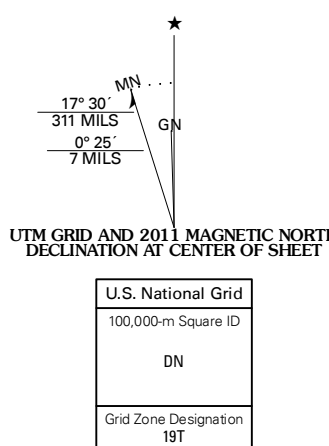 ★
MN
17° 30´
311 MILS
GN
0° 25´
7 MILS
UTM GRID AND 2011 MAGNETIC NORTH
DECLINATION AT CENTER OF SHEET
U.S. National Grid
100,000-m Square ID
DN
Grid Zone Designation
19T